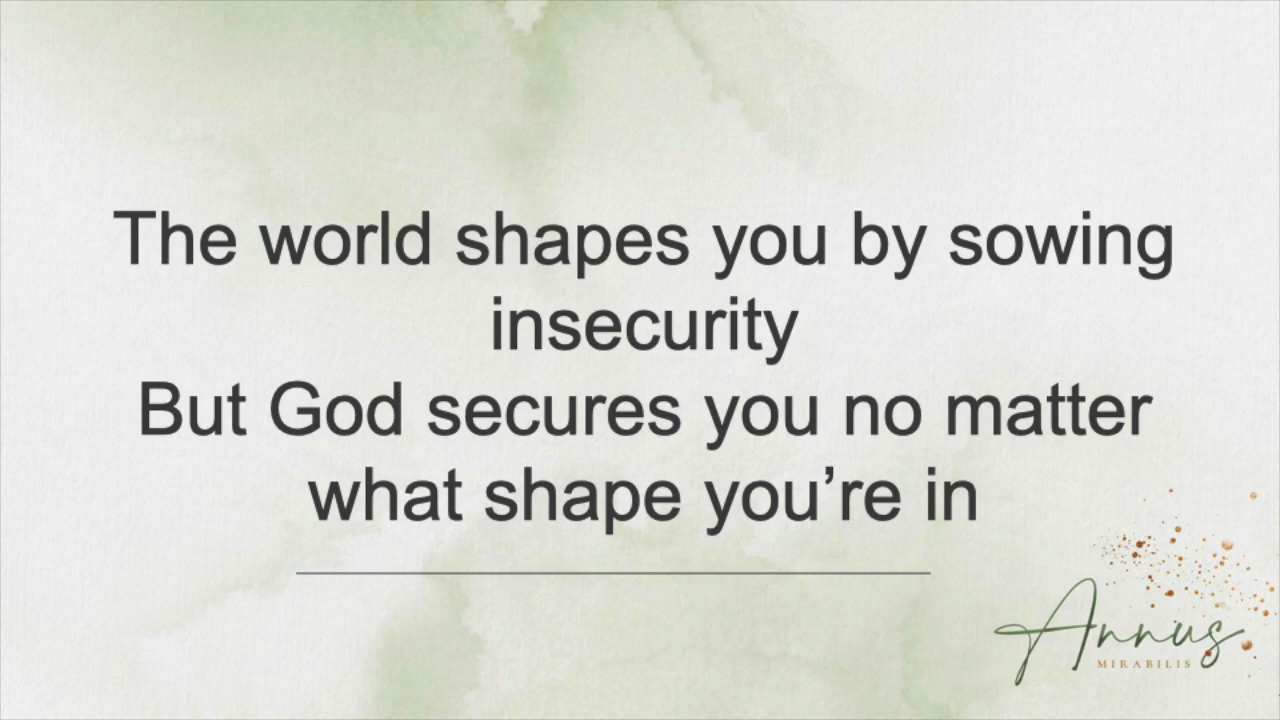 The world shapes you by sowing
insecurity
But God secures you no matter
what shape you’re in
Annus
MIRABILIS